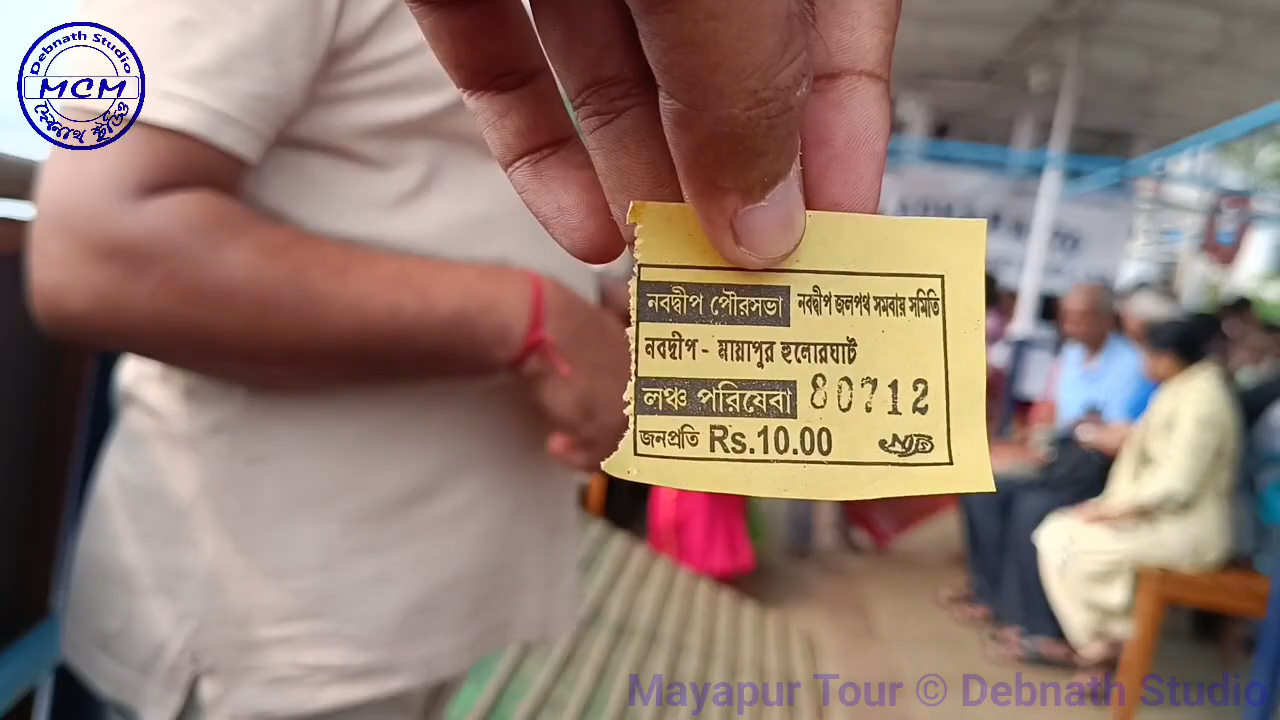 Debnath Studio
MCM
দেবনাথ স্টুডিও
নবদ্বীপ পৌরসভা নবদ্বীপ জলপথ সমবায় সমিতি
নবদ্বীপ - মায়াপুর হুলোরঘাট
লঞ্চ পরিষেবা 80712
জনপ্রতি Rs.10.00
Mayapur Tour © Debnath Studio